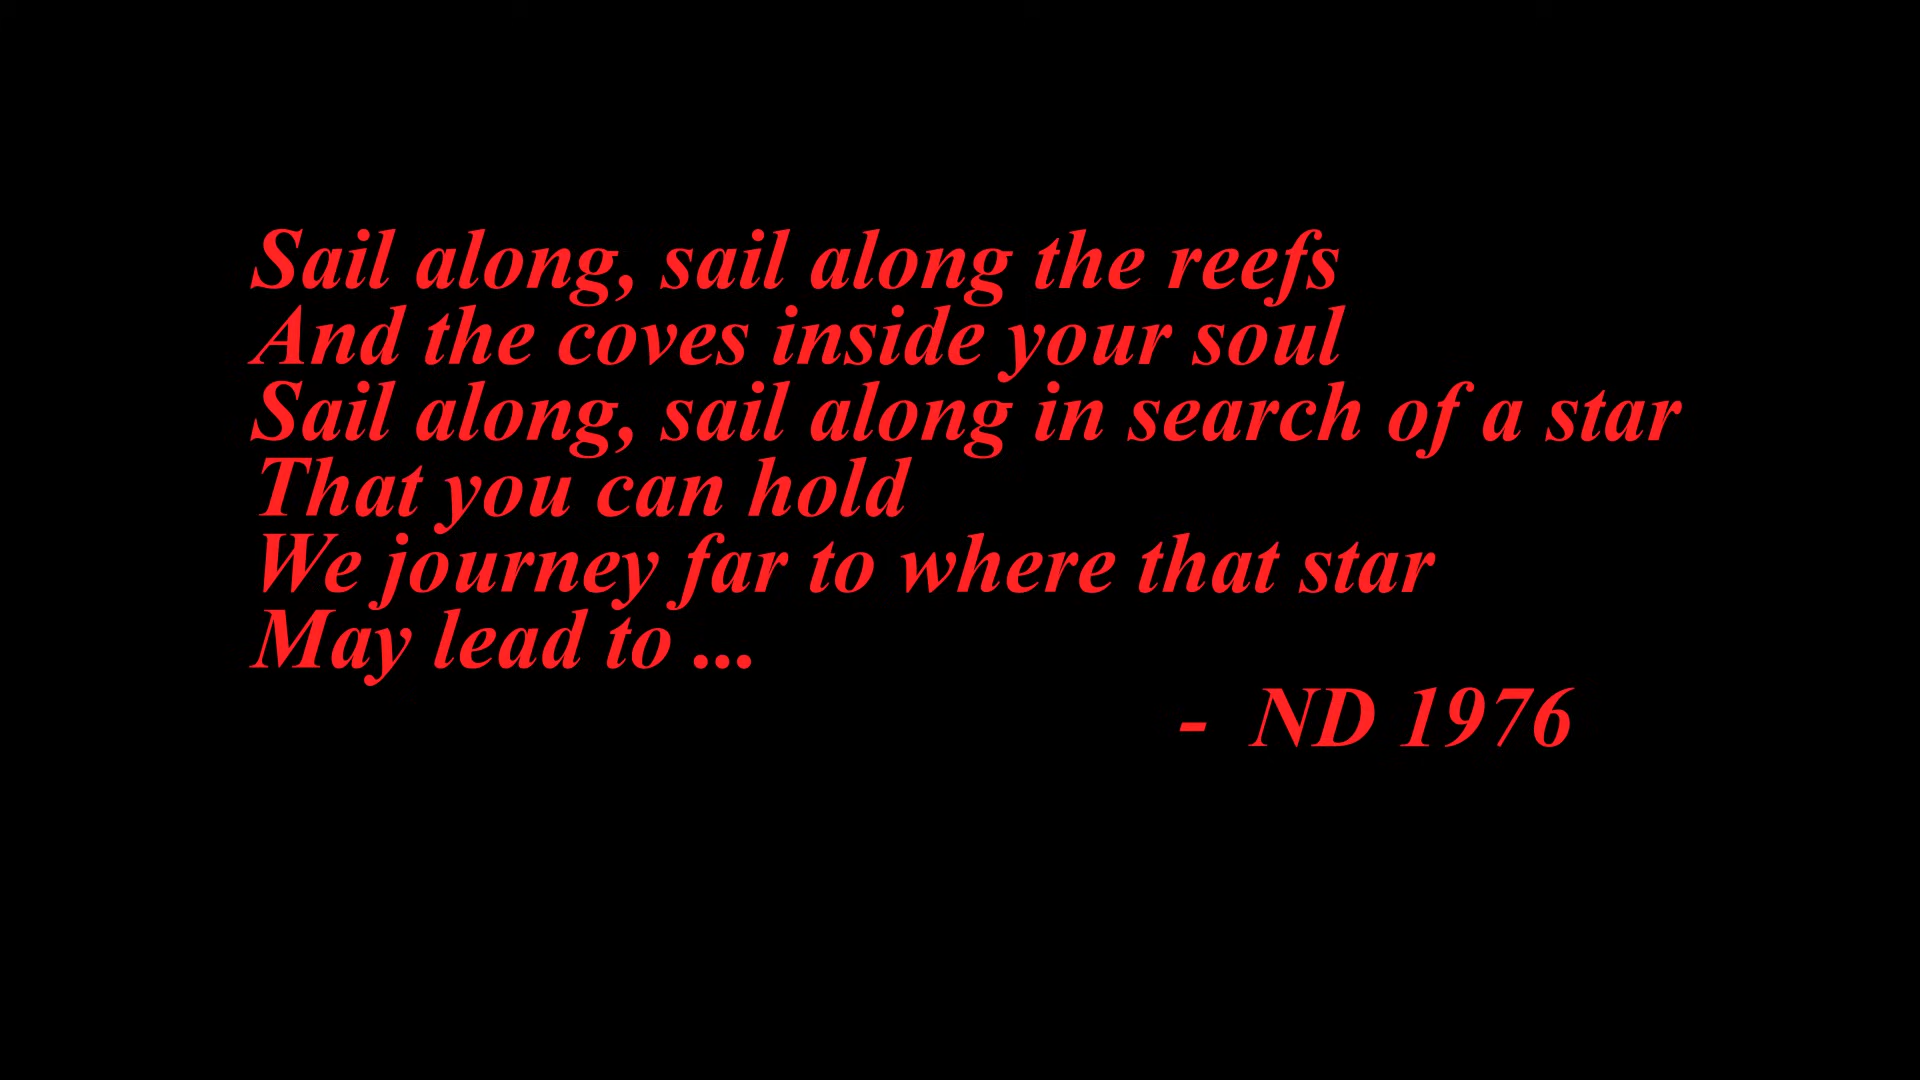 Sail along, sail along the reefs
And the coves inside your soul
Sail along, sail along in search of a star
That you can hold
We journey far to where that star
May lead to ...
- ND 1976